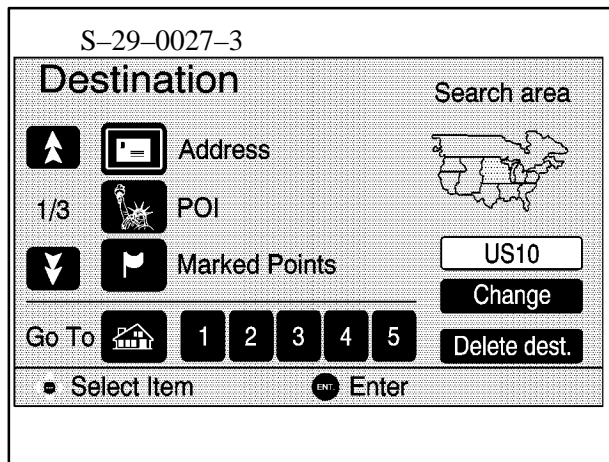 S–29–0027–3
Destination
Search area
Address
1/3
POI
Marked Points
US10
Change
Go To 1 2 3 4 5
Delete dest.
Select Item ENT. Enter